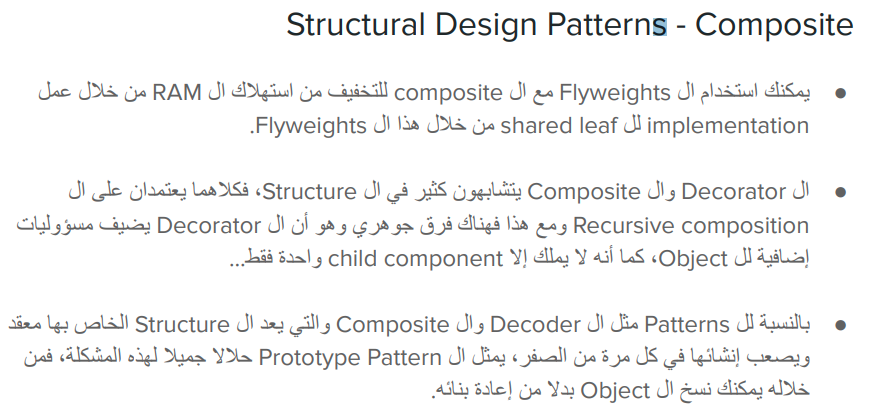 Structural Design Patterns - Composite
● يمكنك استخدام ال Flyweights مع ال composite للتخفيف من استهلاك ال RAM من خلال عمل
implementation لل shared leaf من خلال هذا ال Flyweights.
● ال Decorator وال Composite يتشابهون كثير في ال Structure، فكلاهما يعتمدان على ال
Recursive composition ومع هذا فهناك فرق جوهري وهو أن ال Decorator يضيف مسؤوليات
إضافية لل Object، كما أنه لا يملك إلا child component واحدة فقط...
● بالنسبة لل Patterns مثل ال Decoder وال Composite والتي يعد ال Structure الخاص بها معقد
ويصعب إنشائها في كل مرة من الصفر، يمثل ال Prototype Pattern حلالا جميلا لهذه المشكلة، فمن
خلاله يمكنك نسخ ال Object بدلا من إعادة بنائه.